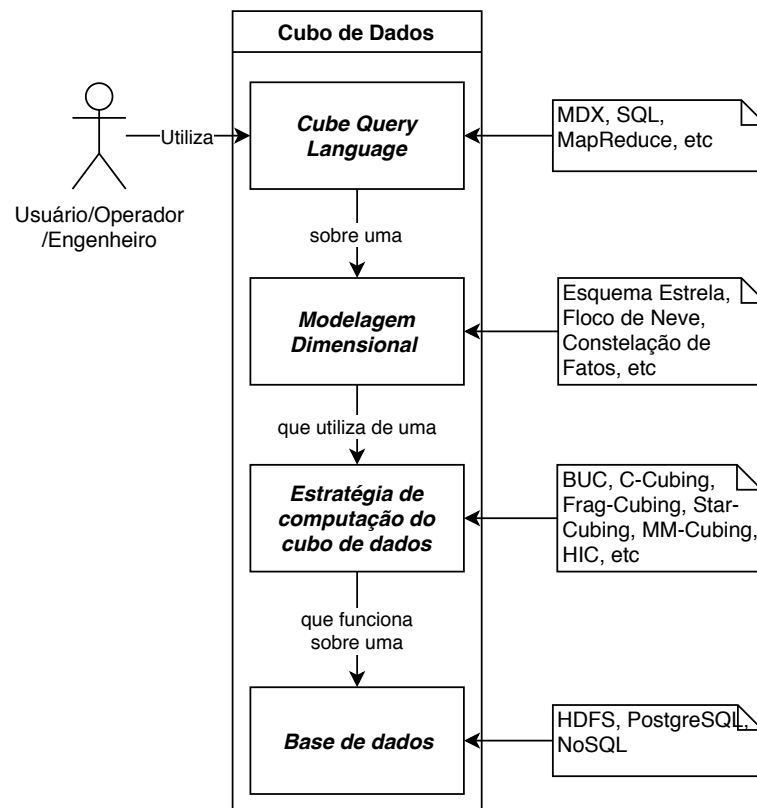 Cubo de Dados
Cube Query
Language
MDX, SQL,
MapReduce, etc
Utiliza
Usuário/Operador
/Engenheiro
sobre uma
Modelagem
Dimensional
Esquema Estrela,
Floco de Neve,
Constelação de
Fatos, etc
que utiliza de uma
Estratégia de
computação do
cubo de dados
BUC, C-Cubing,
Frag-Cubing, Star-
Cubing, MM-Cubing,
HIC, etc
que funciona
sobre uma
Base de dados
HDFS, PostgreSQL,
NoSQL